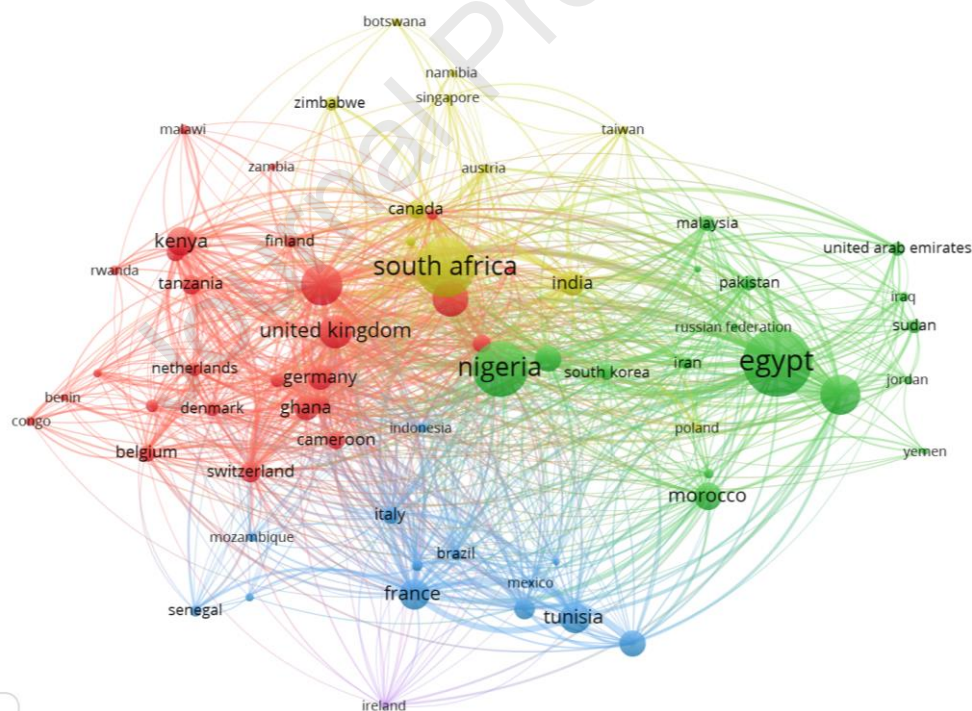 botswana
namibia
singapore
zimbabwe
malawi
taiwan
zambia
austria
canada
malaysia
kenya
finland
united arab emirates
rwanda
tanzania
south africa
india
pakistan
iraq
united kingdom
russian federation
sudan
netherlands
germany
nigeria
south korea
iran
egypt
jordan
benin
denmark
ghana
congo
indonesia
poland
cameroon
belgium
yemen
switzerland
morocco
italy
mozambique
brazil
mexico
senegal
france
tunisia
ireland